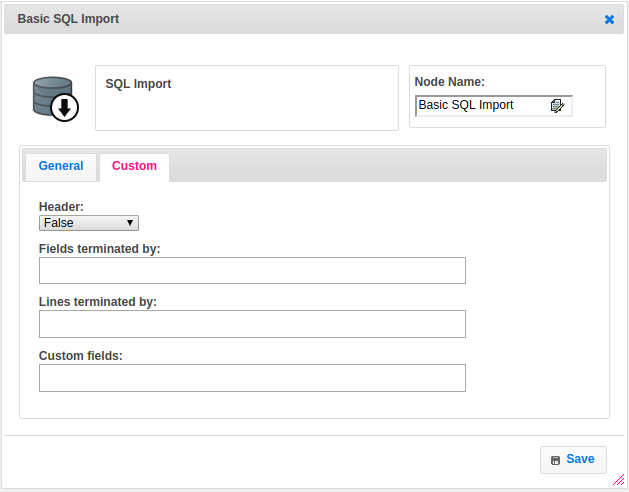 Basic SQL Import
SQL Import
Node Name:
Basic SQL Import
General Custom
Header:
False
Fields terminated by:
Lines terminated by:
Custom fields:
Save